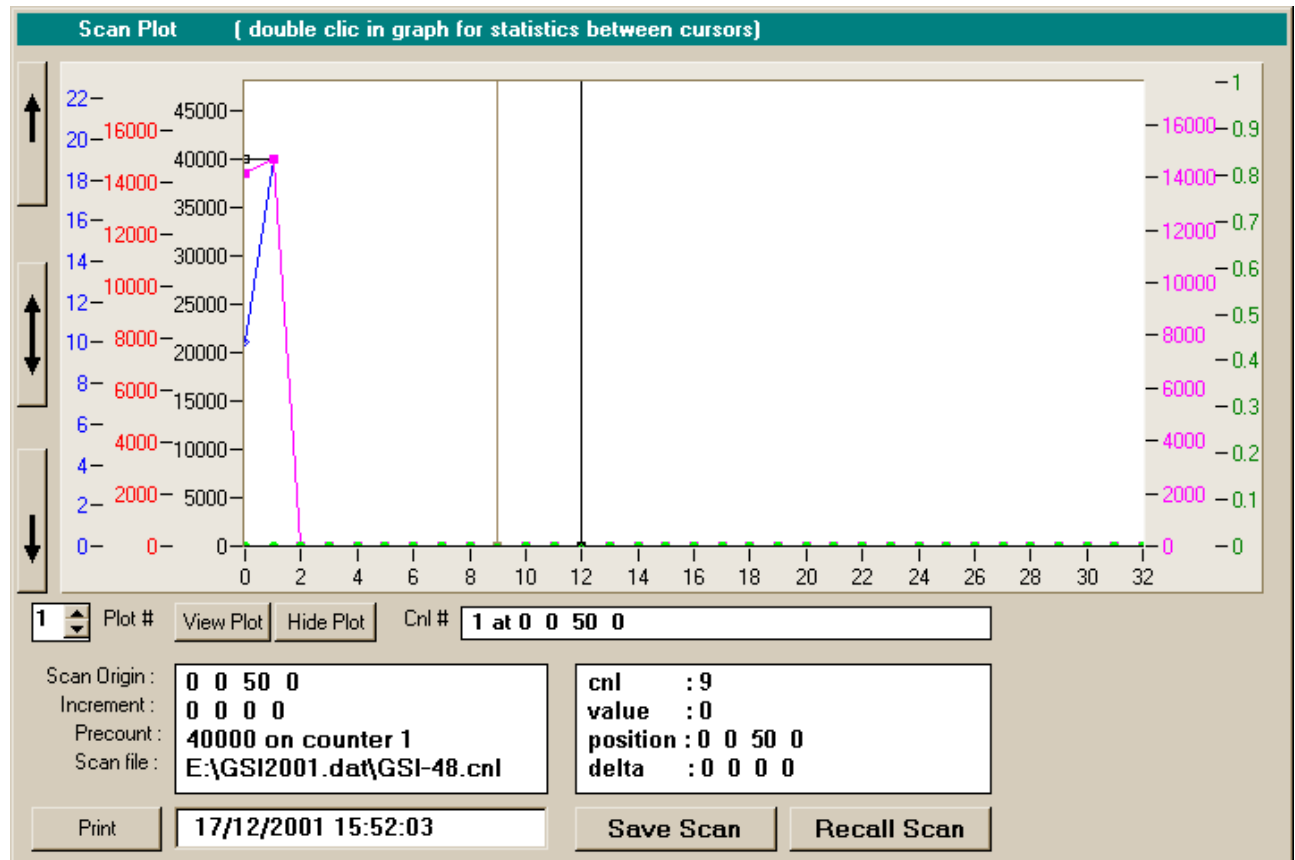 Scan Plot ( double clic in graph for statistics between cursors)
22 20 18 16 14 12 10 8 6 4 2 0
16000 14000 12000 10000 8000 6000 4000 2000 0
45000 40000 35000 30000 25000 20000 15000 10000 5000 0
16000 14000 12000 10000 8000 6000 4000 2000 0
1 0.9 0.8 0.7 0.6 0.5 0.4 0.3 0.2 0.1 0
0 2 4 6 8 10 12 14 16 18 20 22 24 26 28 30 32
1 Plot # View Plot Hide Plot Cnl # 1 at 0 0 50 0
Scan Origin : 0 0 50 0
Increment : 0 0 0 0
Precount : 40000 on counter 1
Scan file : E:\GSI2001.dat\GSI-48.cnl
cnl : 9
value : 0
position : 0 0 50 0
delta : 0 0 0 0
Print 17/12/2001 15:52:03 Save Scan Recall Scan